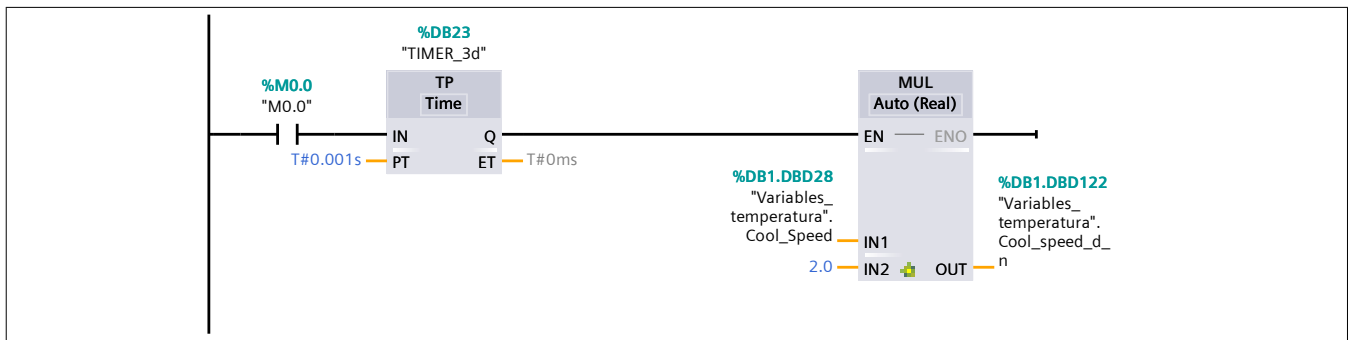 %DB23
"TIMER_3d"
%M0.0
"M0.0"
TP
Time
IN
Q
T#0.001s
PT
ET
T#0ms
MUL
Auto (Real)
EN
ENO
%DB1.DBD28
"Variables_
temperatura".
Cool_Speed
IN1
2.0
IN2
OUT
%DB1.DBD122
"Variables_
temperatura".
Cool_speed_d_
n